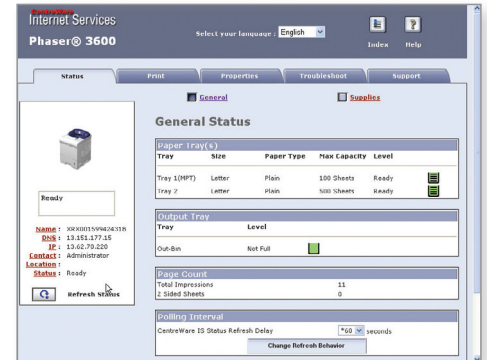 CentreWare
Internet Services
Phaser® 3600
Select your language : English
Index Help
Status Print Properties Troubleshoot Support
General Supplies
General Status
Paper Tray(s)
Tray Size Paper Type Max Capacity Level
Tray 1(MPT) Letter Plain 100 Sheets Ready
Tray 2 Letter Plain 500 Sheets Ready
Output Tray
Tray Level
Out-Bin Not Full
Page Count
Total Impressions 11
2 Sided Sheets 0
Polling Interval
CentreWare IS Status Refresh Delay *60 seconds
Change Refresh Behavior
Ready
Name : XRX001599424318
DNS : 13.151.177.15
IP : 13.62.70.220
Contact : Administrator
Location :
Status : Ready
Refresh Status